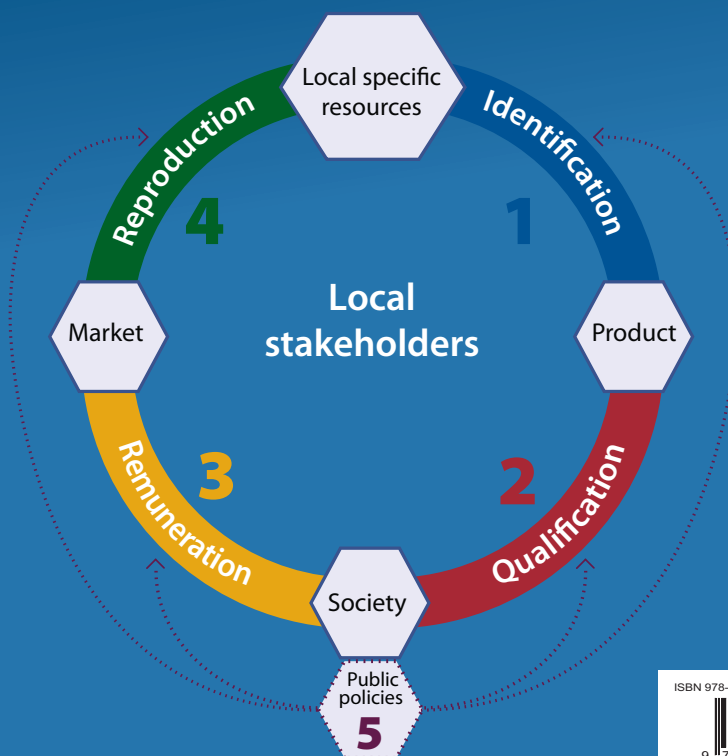 Local specific
resources
Identification
1
Product
Qualification
2
Society
Remuneration
3
Market
Reproduction
4
Local
stakeholders
Public
policies
5
ISBN 978-
9